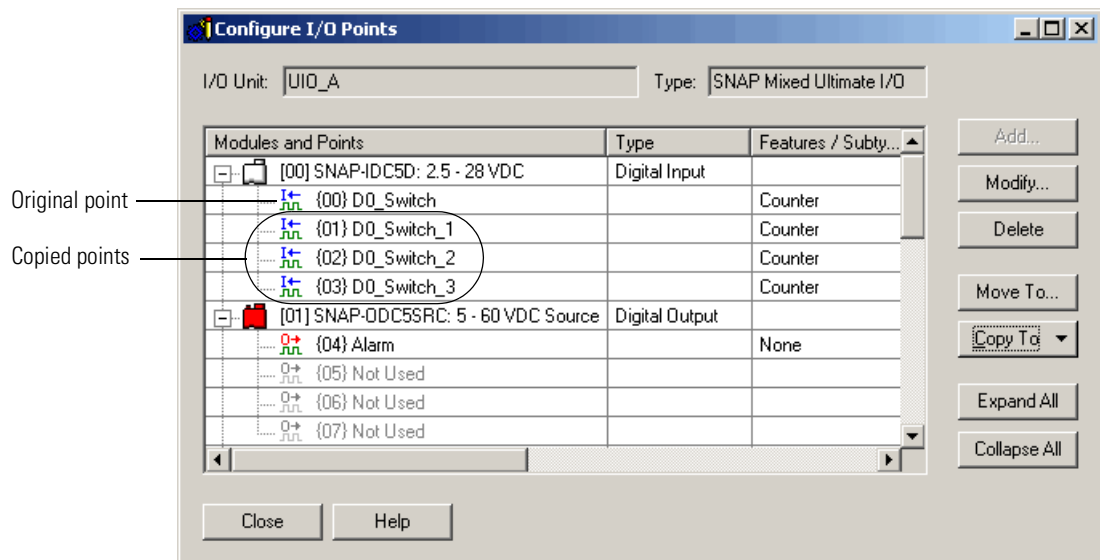 Configure I/O Points
I/O Unit: UIO_A Type: SNAP Mixed Ultimate I/O
Modules and Points Type Features / Subty...
[00] SNAP-IDC5D: 2.5 - 28 VDC Digital Input
Original point {00} D0_Switch Counter
{01} D0_Switch_1 Counter
Copied points {02} D0_Switch_2 Counter
{03} D0_Switch_3 Counter
[01] SNAP-ODC5SRC: 5 - 60 VDC Source Digital Output
{04} Alarm None
{05} Not Used
{06} Not Used
{07} Not Used
Add...
Modify...
Delete
Move To...
Copy To
Expand All
Collapse All
Close Help